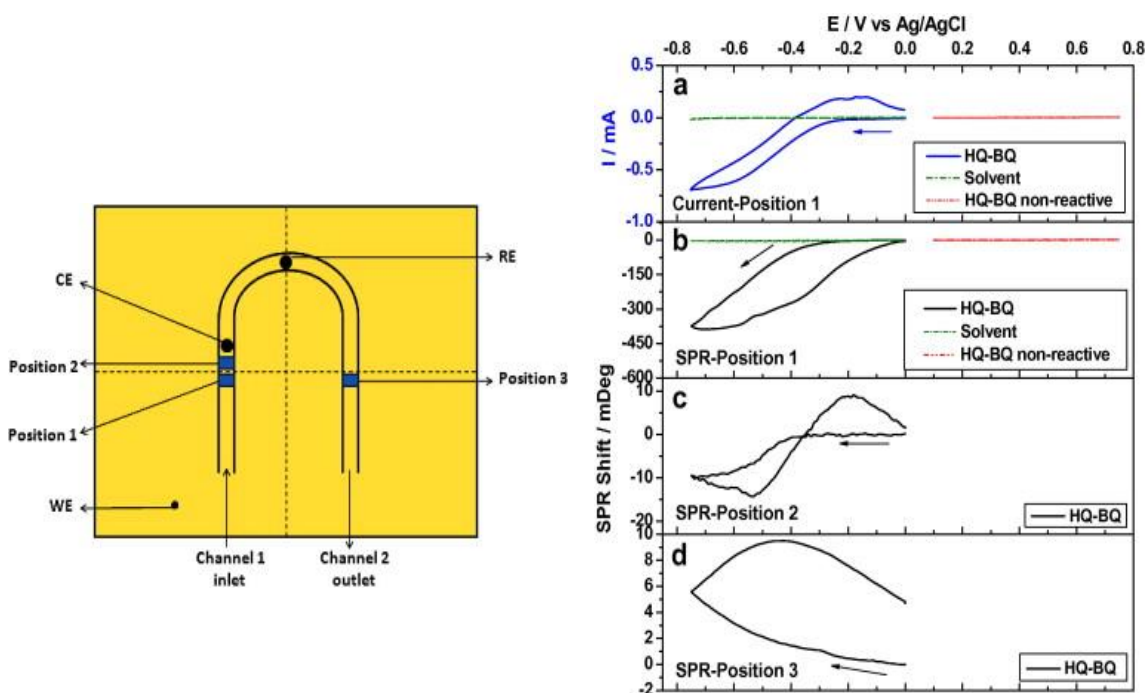 RE
CE
Position 2
Position 3
Position 1
WE
Channel 1
inlet
Channel 2
outlet
E / V vs Ag/AgCl
-0.8 -0.6 -0.4 -0.2 0.0 0.2 0.4 0.6 0.8
a
I / mA
0.5
0.0
-0.5
-1.0
HQ-BQ
Solvent
HQ-BQ non-reactive
Current-Position 1
b
SPR Shift / mDeg
0
-150
-300
-450
-600
HQ-BQ
Solvent
HQ-BQ non-reactive
SPR-Position 1
c
10
0
-10
-20
SPR-Position 2
HQ-BQ
d
10
8
6
4
2
0
-2
SPR-Position 3
HQ-BQ